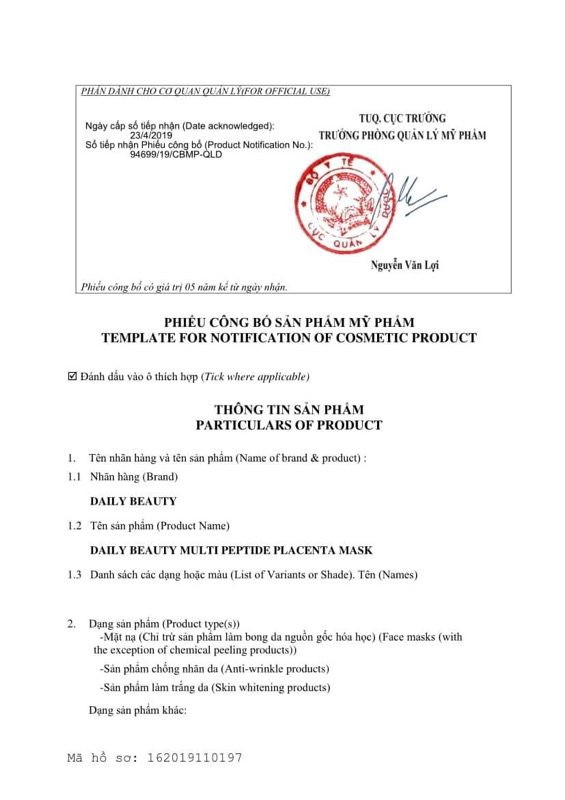 PHẦN DÀNH CHO CƠ QUAN QUẢN LÝ(FOR OFFICIAL USE)
Ngày cấp số tiếp nhận (Date acknowledged):
23/4/2019
Số tiếp nhận Phiếu công bố (Product Notification No.):
94699/19/CBMP-QLD
TUQ. CỤC TRƯỞNG
TRƯỞNG PHÒNG QUẢN LÝ MỸ PHẨM
BỘ Y TẾ
CỤC QUẢN LÝ DƯỢC
Nguyễn Văn Lợi
Phiếu công bố có giá trị 05 năm kể từ ngày nhận.
PHIẾU CÔNG BỐ SẢN PHẨM MỸ PHẨM
TEMPLATE FOR NOTIFICATION OF COSMETIC PRODUCT
☑ Đánh dấu vào ô thích hợp (Tick where applicable)
THÔNG TIN SẢN PHẨM
PARTICULARS OF PRODUCT
1. Tên nhãn hàng và tên sản phẩm (Name of brand & product) :
1.1 Nhãn hàng (Brand)
DAILY BEAUTY
1.2 Tên sản phẩm (Product Name)
DAILY BEAUTY MULTI PEPTIDE PLACENTA MASK
1.3 Danh sách các dạng hoặc màu (List of Variants or Shade). Tên (Names)
2. Dạng sản phẩm (Product type(s))
-Mặt nạ (Chỉ trừ sản phẩm làm bong da nguồn gốc hóa học) (Face masks (with
the exception of chemical peeling products))
-Sản phẩm chống nhăn da (Anti-wrinkle products)
-Sản phẩm làm trắng da (Skin whitening products)
Dạng sản phẩm khác:
Mã hồ sơ: 162019110197